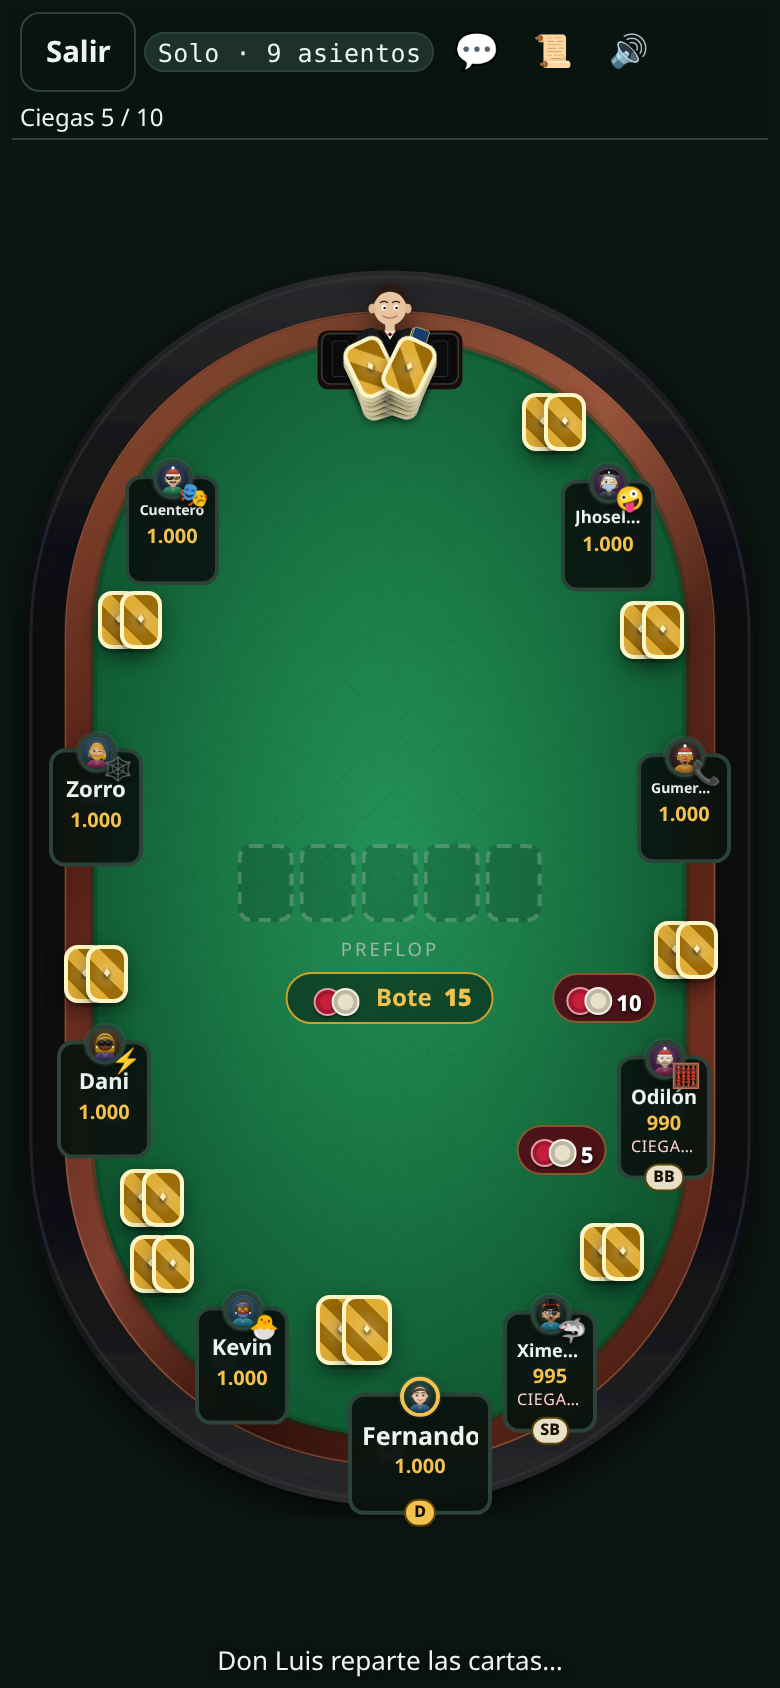 Salir
Solo · 9 asientos
Ciegas 5 / 10
Cuentero
1.000
Jhosel...
1.000
Zorro
1.000
Gumer...
1.000
PREFLOP
Bote 15
10
Dani
1.000
Odilón
990
CIEGA...
BB
5
Kevin
1.000
Xime...
995
CIEGA...
SB
Fernando
1.000
D
Don Luis reparte las cartas...